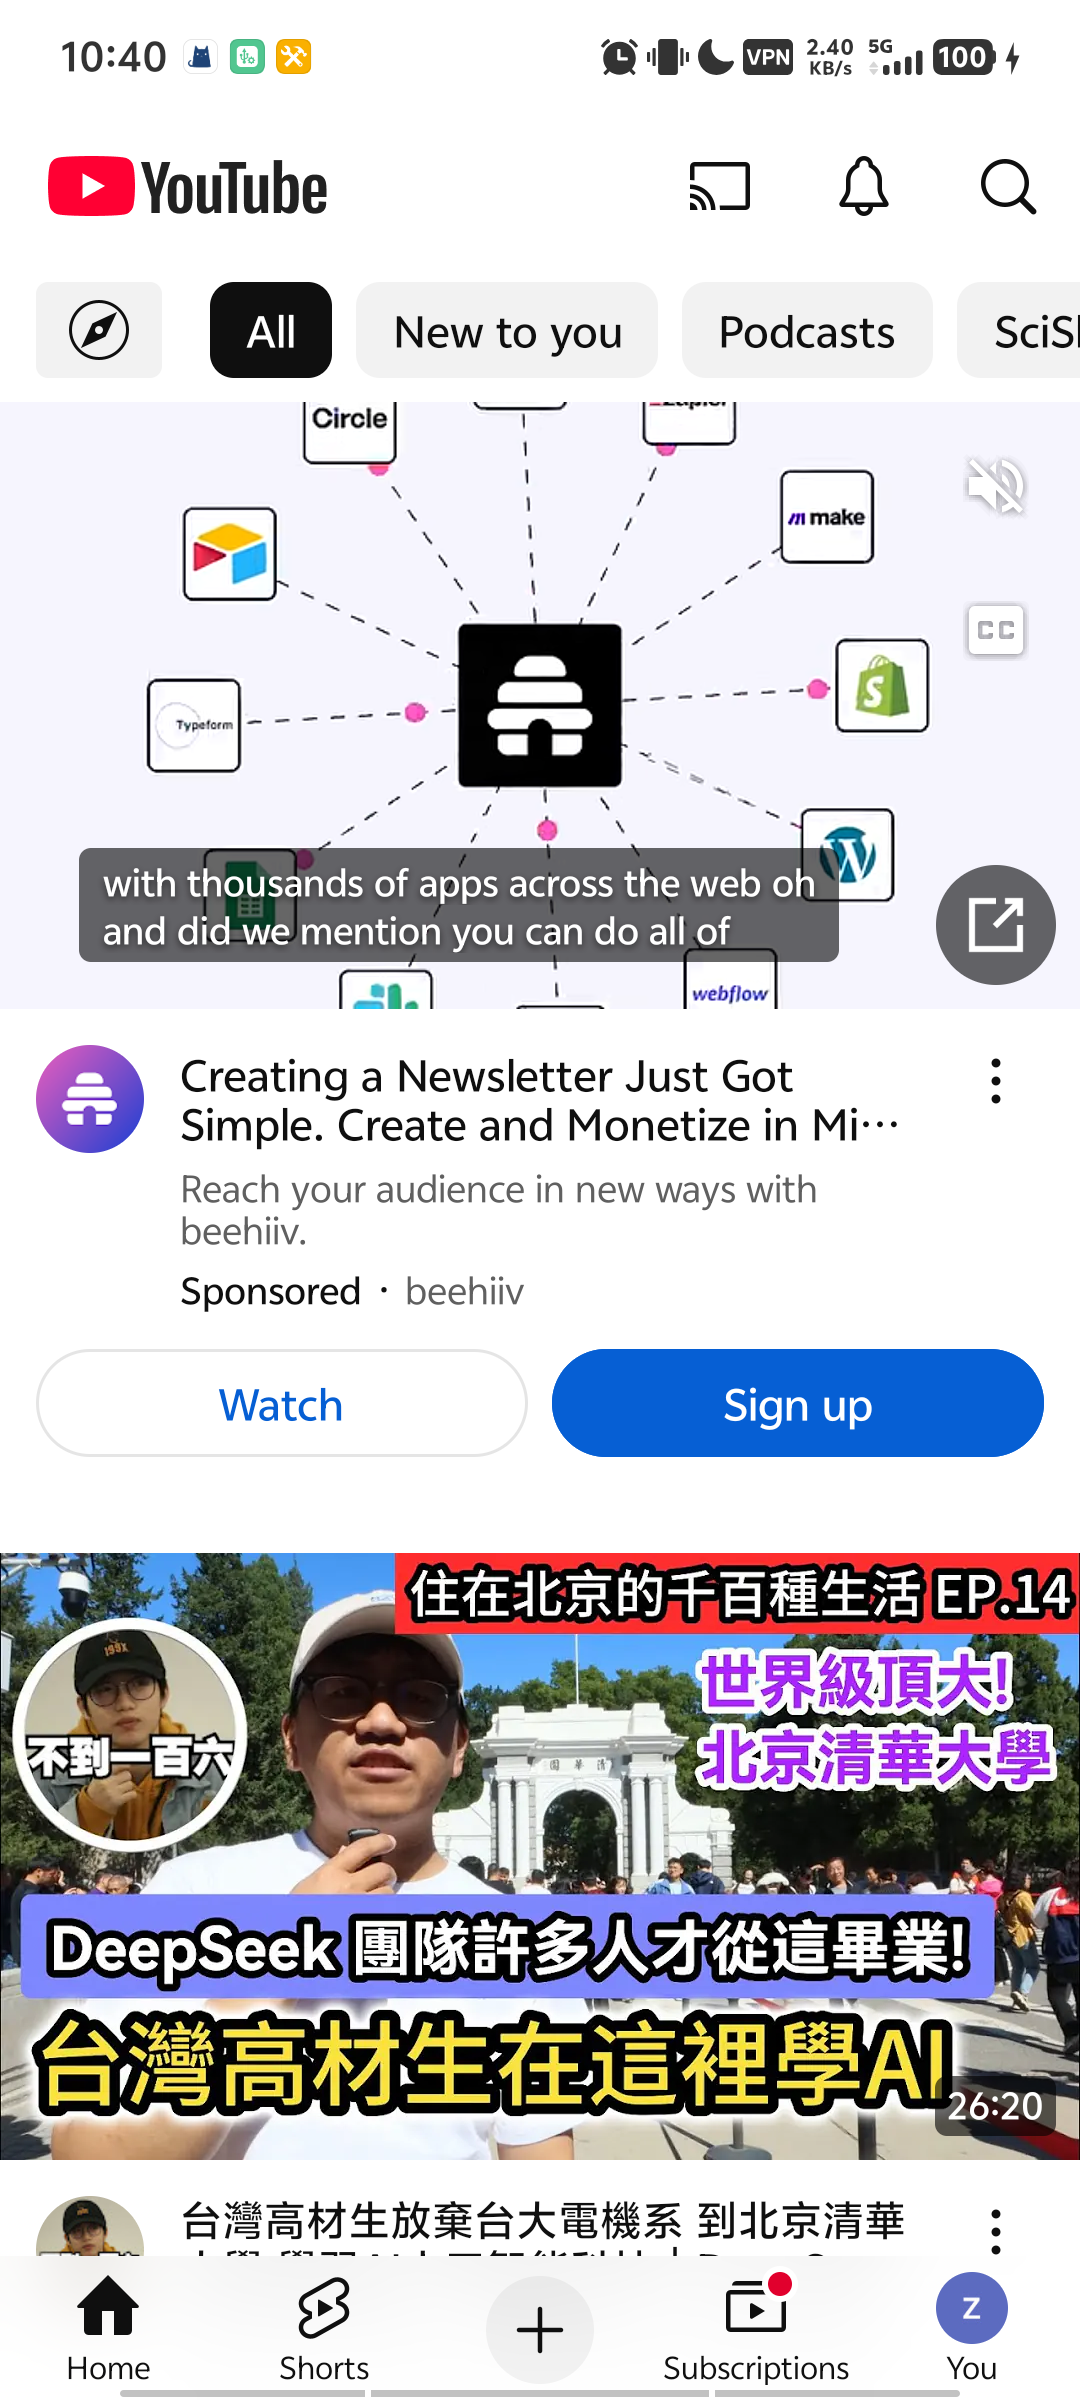 10:40
VPN
2.40
KB/s
5G
100
YouTube
All
New to you
Podcasts
Circle
make
CC
Typeform
with thousands of apps across the web oh
and did we mention you can do all of
webflow
Creating a Newsletter Just Got
Simple. Create and Monetize in Mi…
Reach your audience in new ways with
beehiiv.
Sponsored · beehiiv
Watch
Sign up
住在北京的千百種生活 EP.14
世界級頂大!
北京清華大學
不到一百六
DeepSeek 團隊許多人才從這畢業!
台灣高材生在這裡學AI
26:20
台灣高材生放棄台大電機系 到北京清華
Home
Shorts
Subscriptions
Z
You